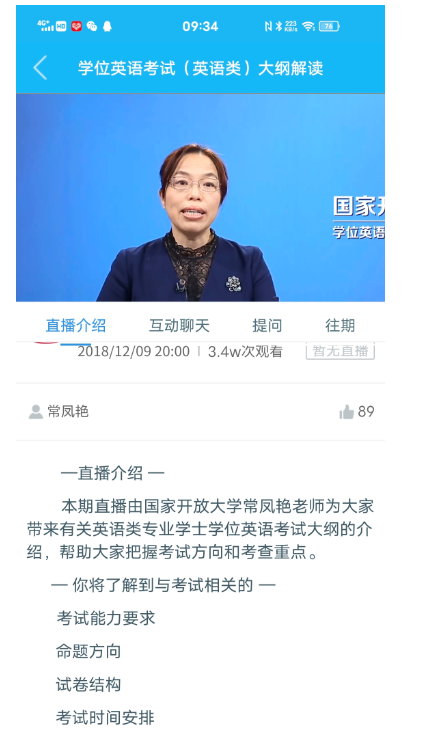 4G+ HD 09:34 223 KB/s 76
学位英语考试（英语类）大纲解读
国家开
学位英语
直播介绍 互动聊天 提问 往期
2018/12/09 20:00 | 3.4w次观看 暂无直播
常凤艳 89
—直播介绍 —
本期直播由国家开放大学常凤艳老师为大家
带来有关英语类专业学士学位英语考试大纲的介
绍，帮助大家把握考试方向和考查重点。
— 你将了解到与考试相关的 —
考试能力要求
命题方向
试卷结构
考试时间安排